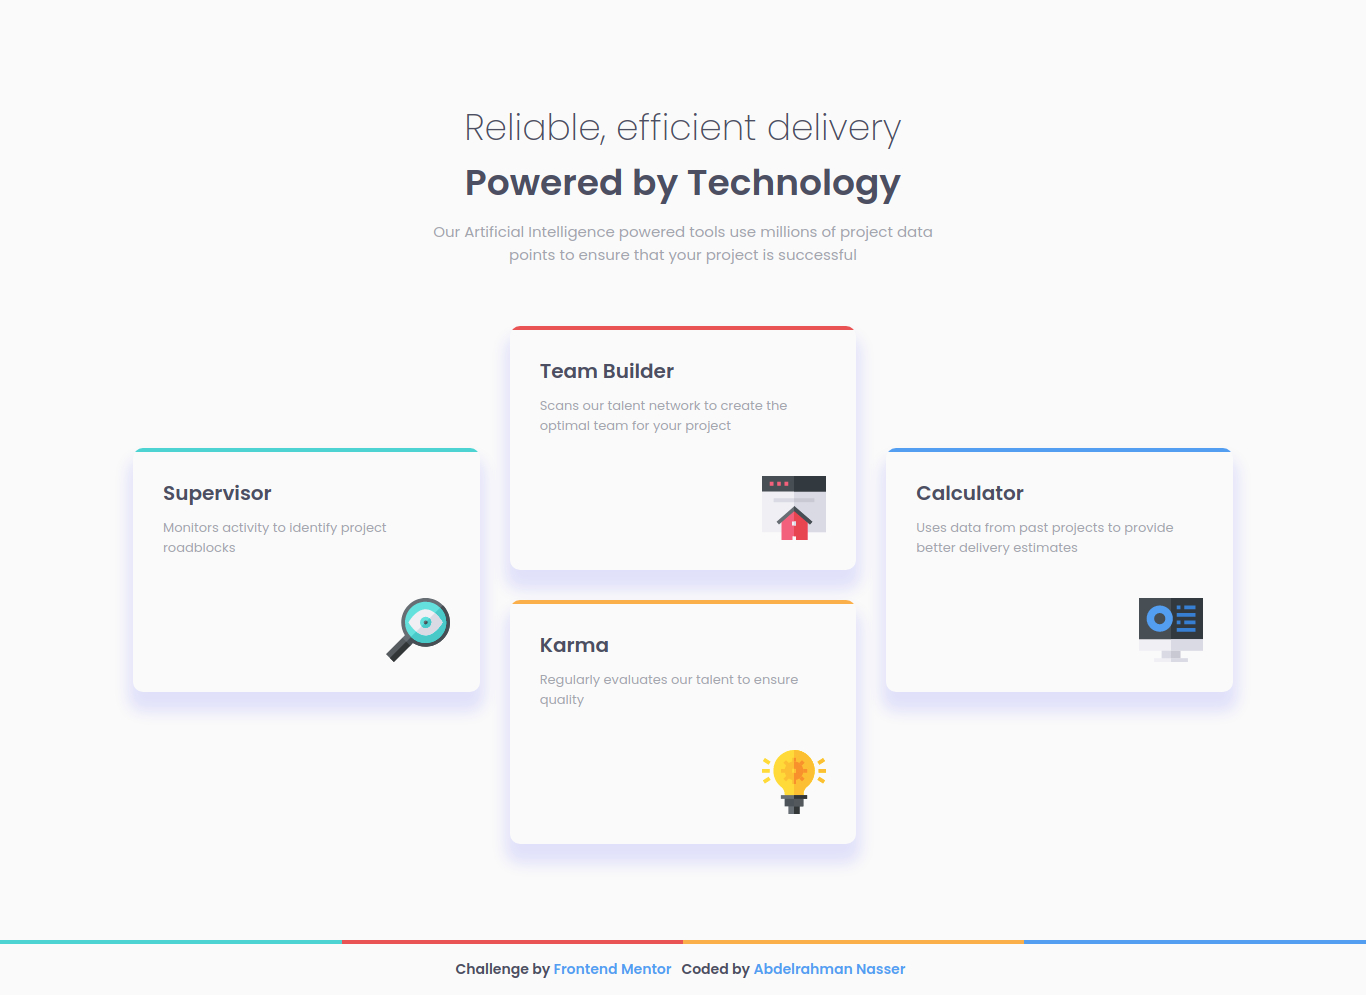 Reliable, efficient delivery
Powered by Technology
Our Artificial Intelligence powered tools use millions of project data
points to ensure that your project is successful
Supervisor
Monitors activity to identify project
roadblocks
Team Builder
Scans our talent network to create the
optimal team for your project
Karma
Regularly evaluates our talent to ensure
quality
Calculator
Uses data from past projects to provide
better delivery estimates
Challenge by Frontend Mentor Coded by Abdelrahman Nasser